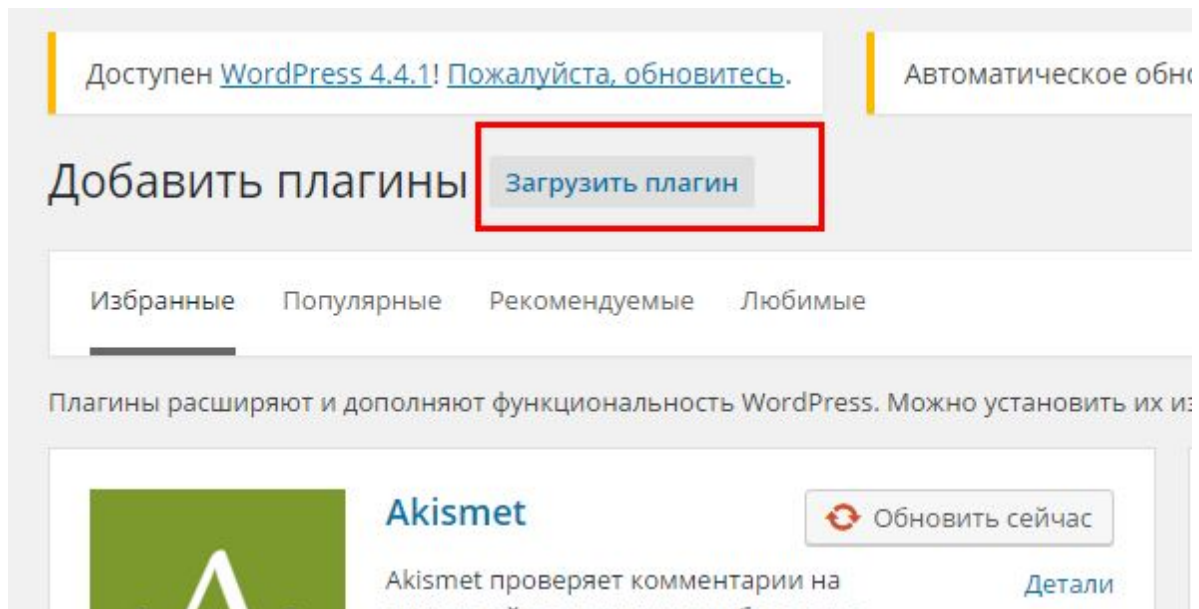 Доступен WordPress 4.4.1! Пожалуйста, обновитесь.
Автоматическое
Добавить плагины
Загрузить плагин
Избранные Популярные Рекомендуемые Любимые
Плагины расширяют и дополняют функциональность WordPress. Можно установить их
Akismet
Обновить сейчас
Akismet проверяет комментарии на
Детали